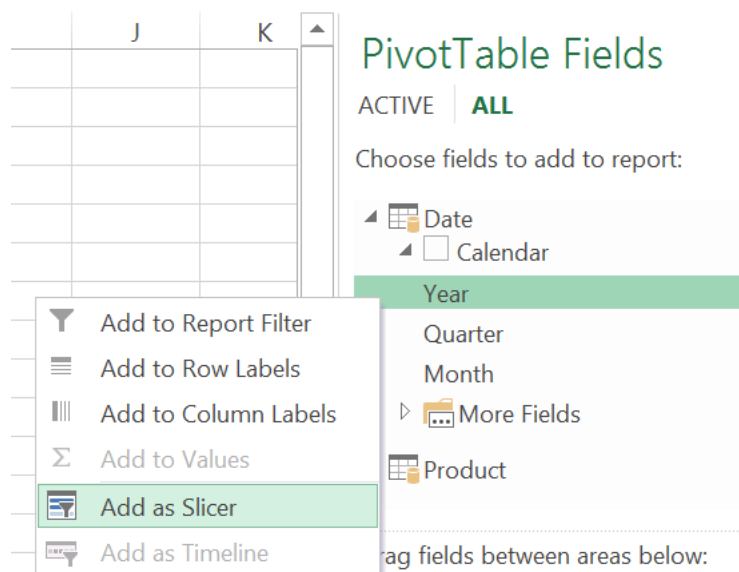 J K
PivotTable Fields
ACTIVE ALL
Choose fields to add to report:
Date
Calendar
Year
Quarter
Month
More Fields
Product
Add to Report Filter
Add to Row Labels
Add to Column Labels
Σ Add to Values
Add as Slicer
Add as Timeline
rag fields between areas below: